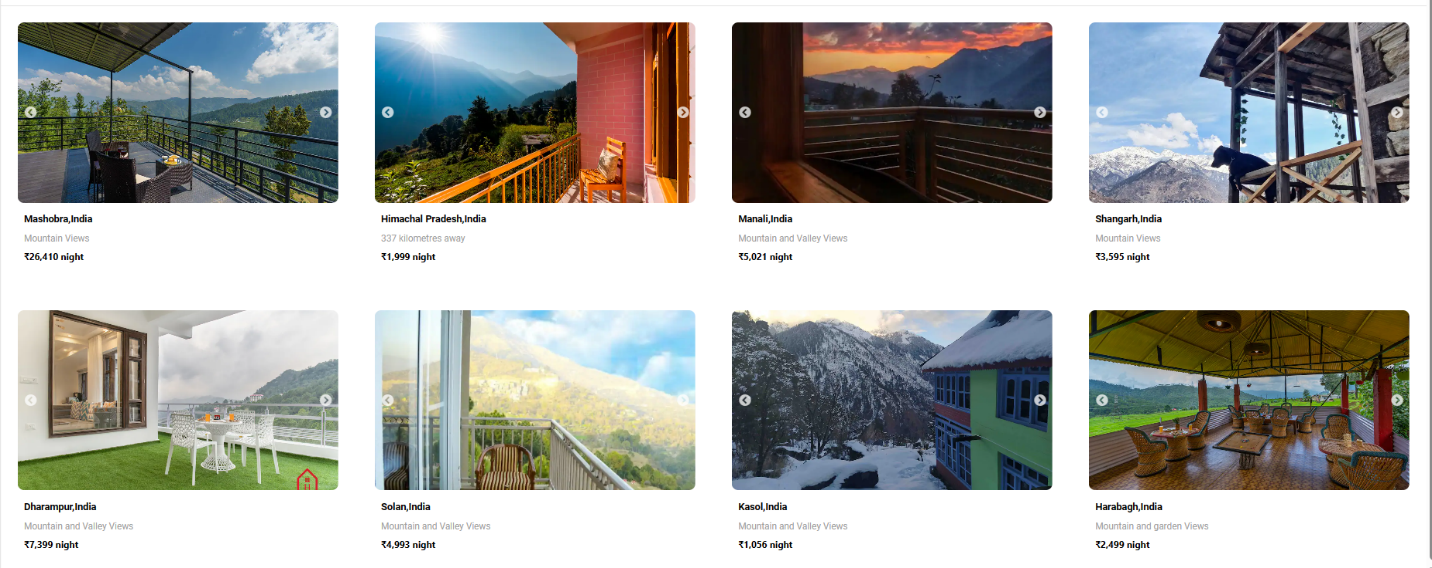 Mashobra,India
Mountain Views
₹26,410 night
Himachal Pradesh,India
337 kilometres away
₹1,999 night
Manali,India
Mountain and Valley Views
₹5,021 night
Shangarh,India
Mountain Views
₹3,595 night
Dharampur,India
Mountain and Valley Views
₹7,399 night
Solan,India
Mountain and Valley Views
₹4,993 night
Kasol,India
Mountain and Valley Views
₹1,056 night
Harabagh,India
Mountain and garden Views
₹2,499 night